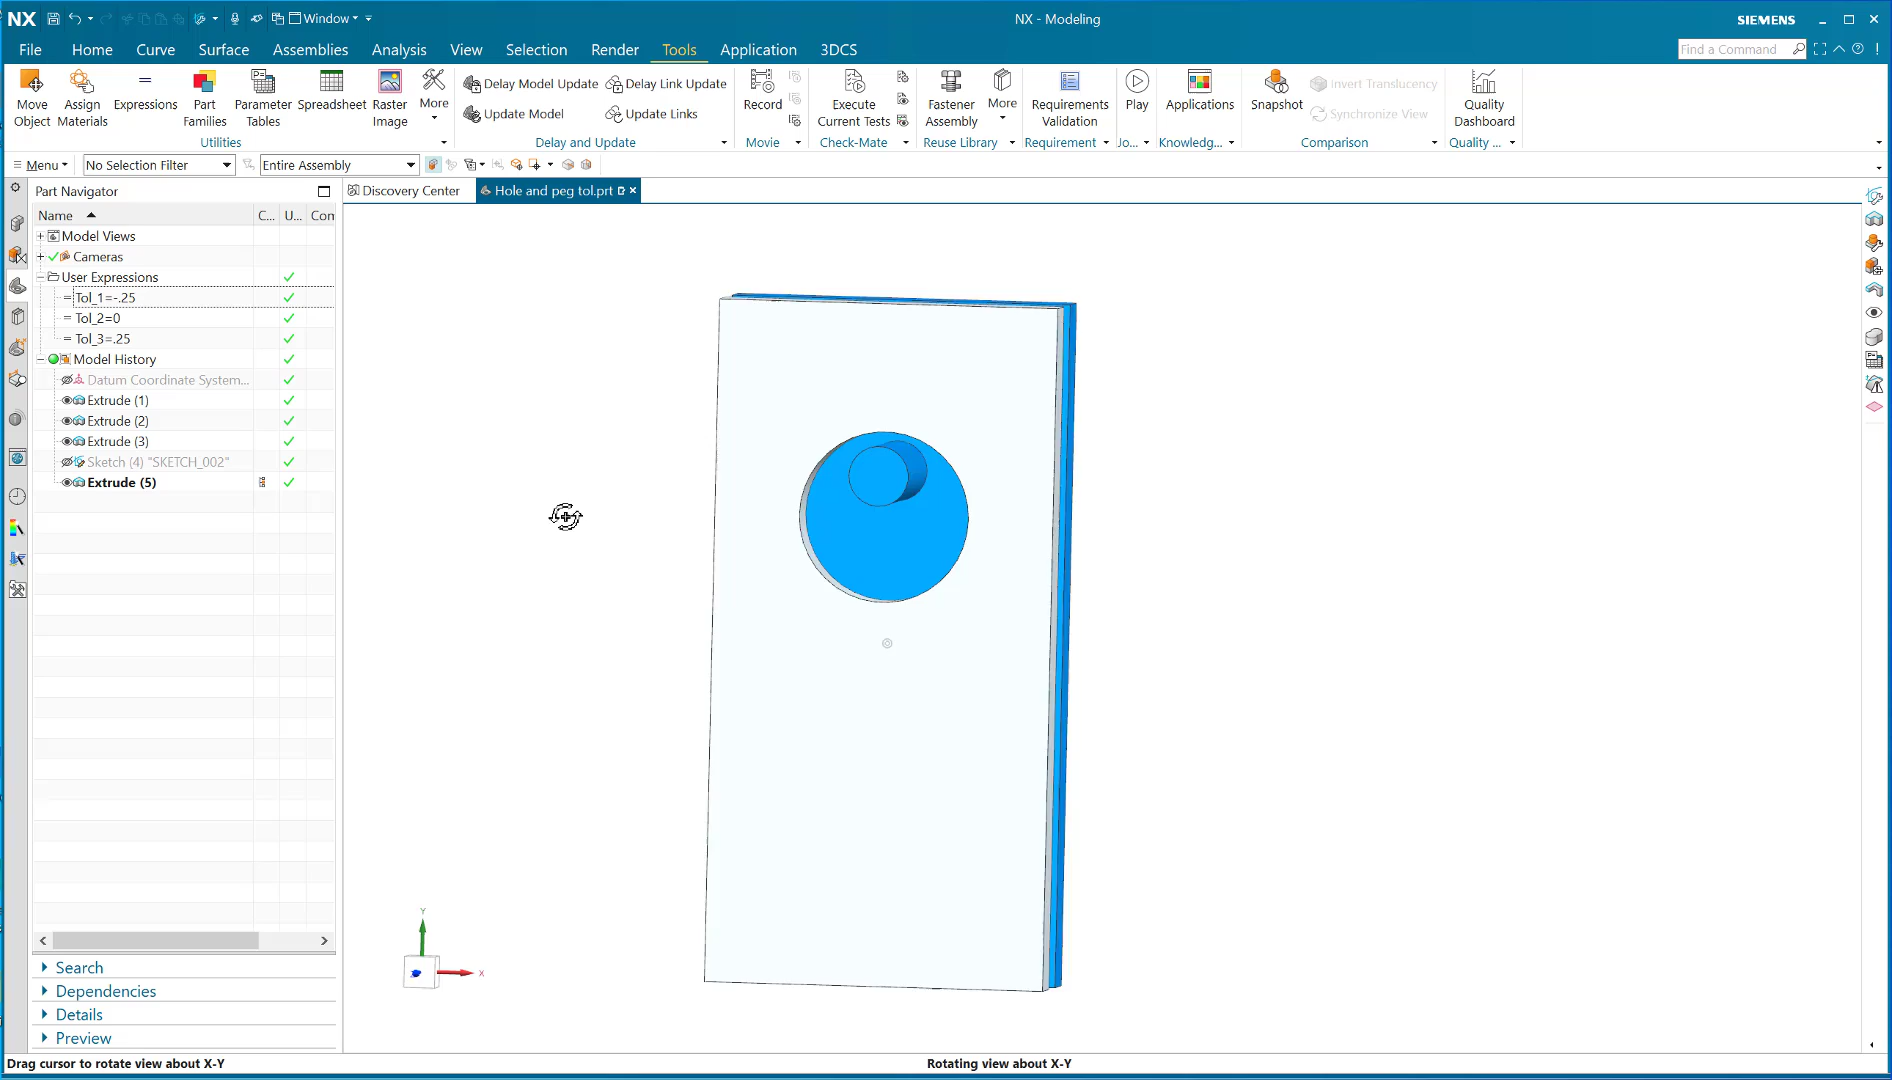 NX Window NX - Modeling SIEMENS
File Home Curve Surface Assemblies Analysis View Selection Render Tools Application 3DCS Find a Command
Move Object Assign Materials Expressions Part Families Parameter Tables Spreadsheet Raster Image More
Delay Model Update Delay Link Update
Update Model Update Links
Record Execute Current Tests Fastener Assembly More Requirements Validation Play Applications Snapshot
Invert Translucency
Synchronize View
Quality Dashboard
Utilities Delay and Update Movie Check-Mate Reuse Library Requirement Jo... Knowledg... Comparison Quality ...
Menu No Selection Filter Entire Assembly
Part Navigator
Discovery Center Hole and peg tol.prt
Name C... U... Con
Model Views
Cameras
User Expressions
Tol_1=-.25
Tol_2=0
Tol_3=.25
Model History
Datum Coordinate System...
Extrude (1)
Extrude (2)
Extrude (3)
Sketch (4) "SKETCH_002"
Extrude (5)
Y
X
Search
Dependencies
Details
Preview
Drag cursor to rotate view about X-Y Rotating view about X-Y